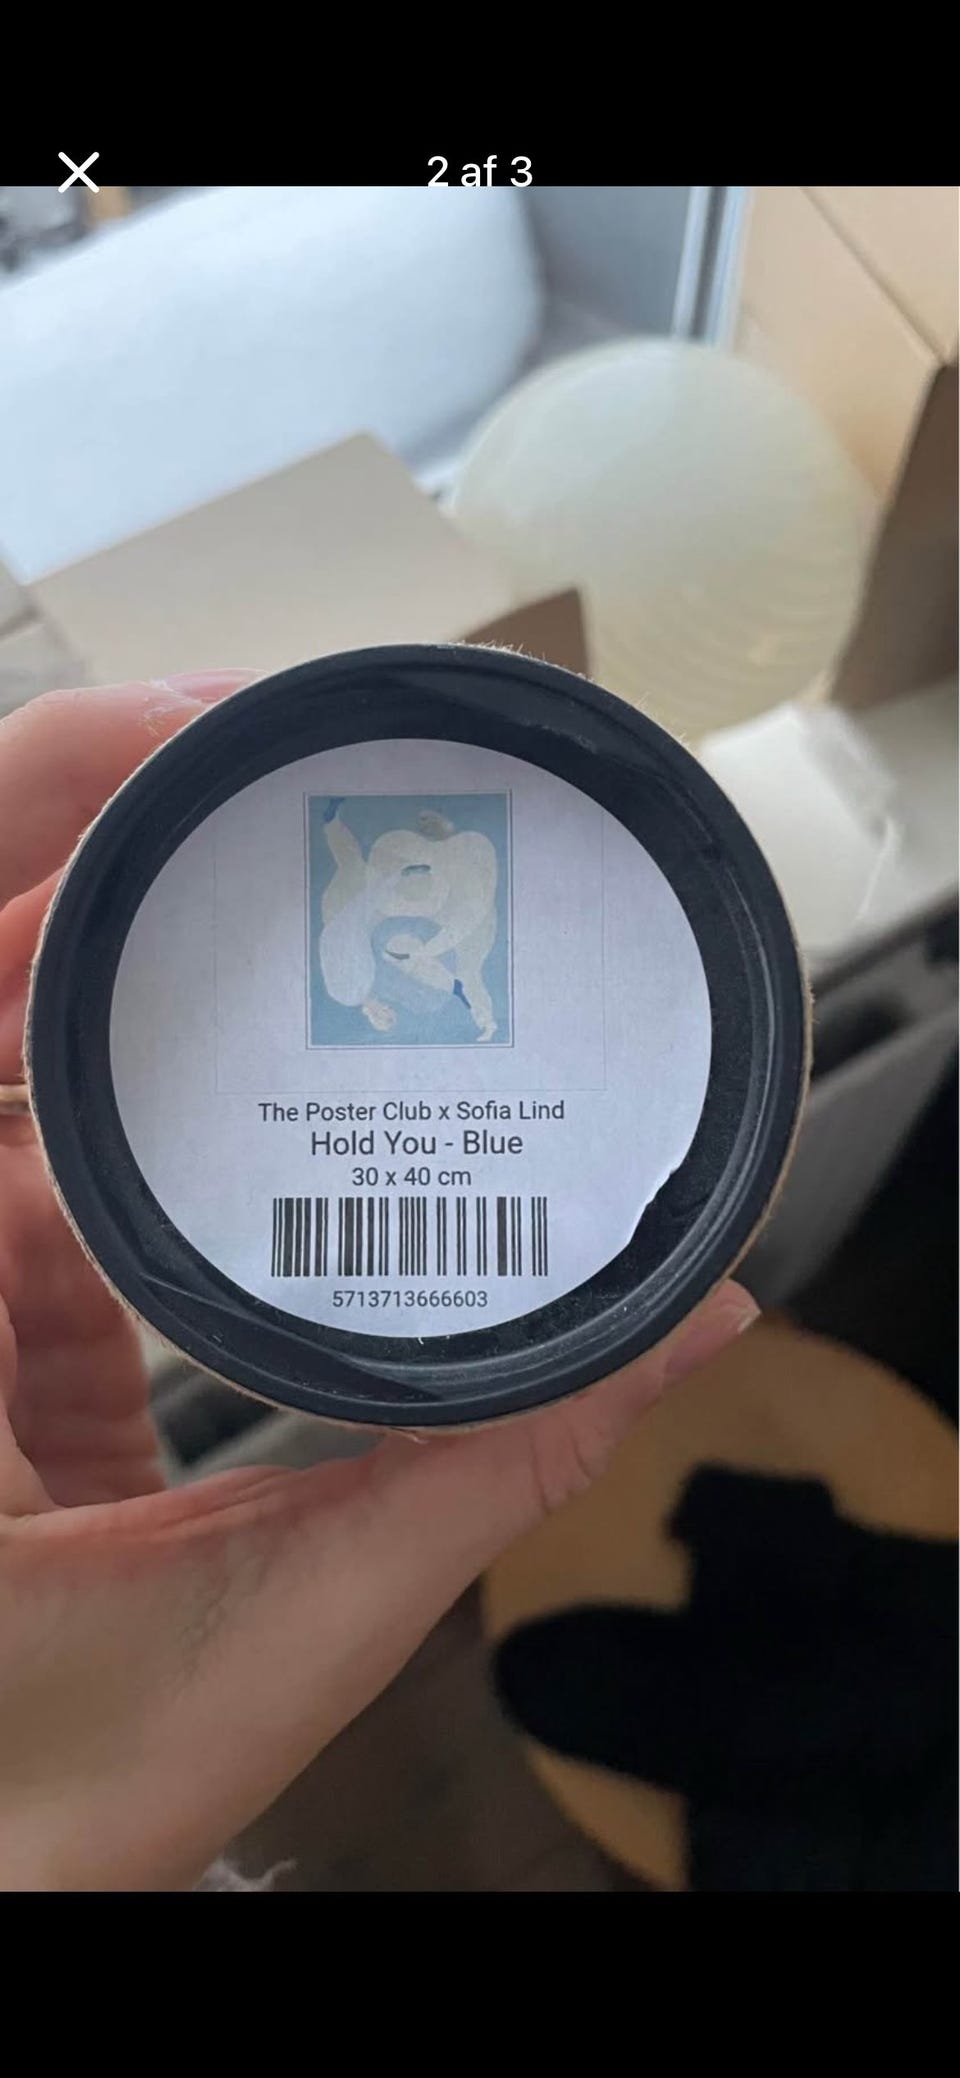 2 af 3
The Poster Club x Sofia Lind
Hold You - Blue
30 x 40 cm
5713713666603